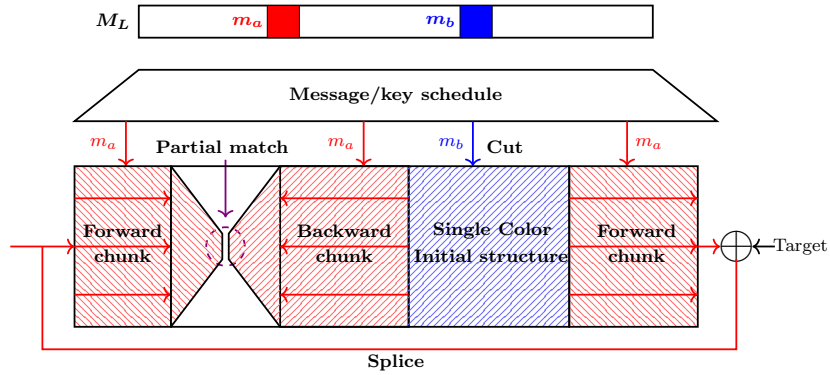 M_L m_a m_b
Message/key schedule
m_a Partial match m_a m_b Cut m_a
Forward chunk
Backward chunk
Single Color Initial structure
Forward chunk
Target
Splice